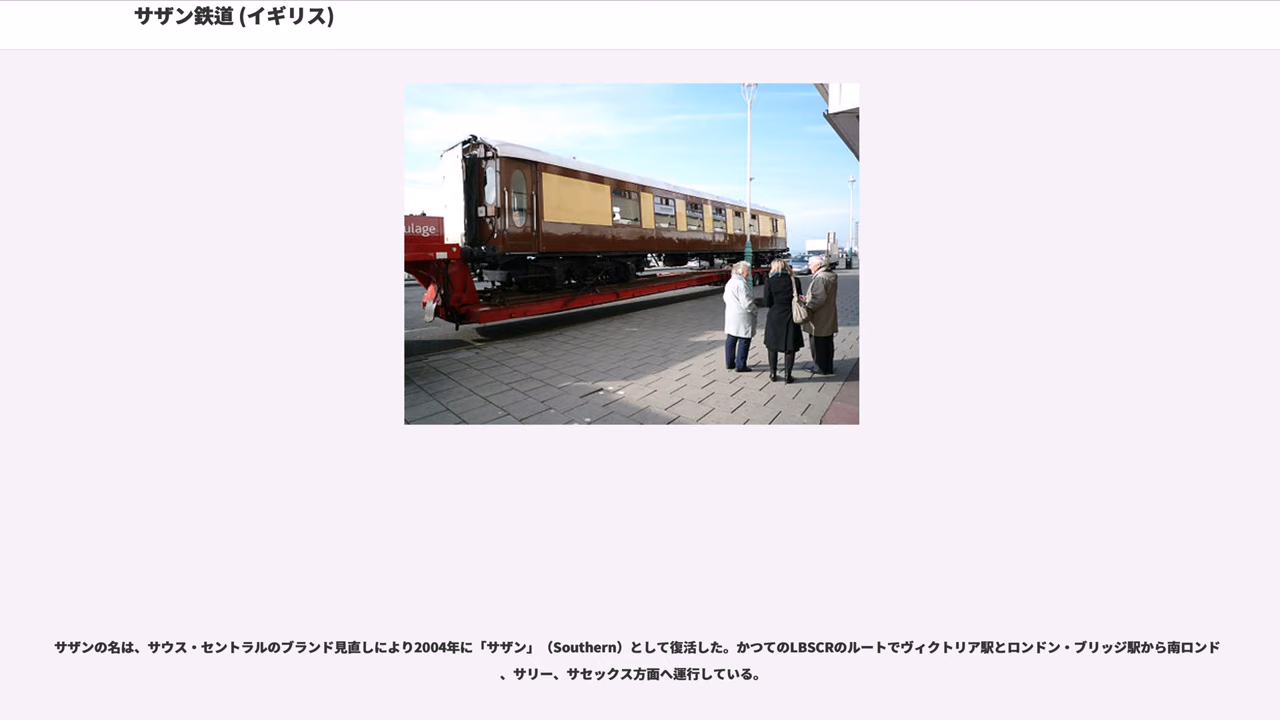 サザン鉄道 (イギリス)
ulage
サザンの名は、サウス・セントラルのブランド見直しにより2004年に「サザン」（Southern）として復活した。かつてのLBSCRのルートでヴィクトリア駅とロンドン・ブリッジ駅から南ロンド
、サリー、サセックス方面へ運行している。